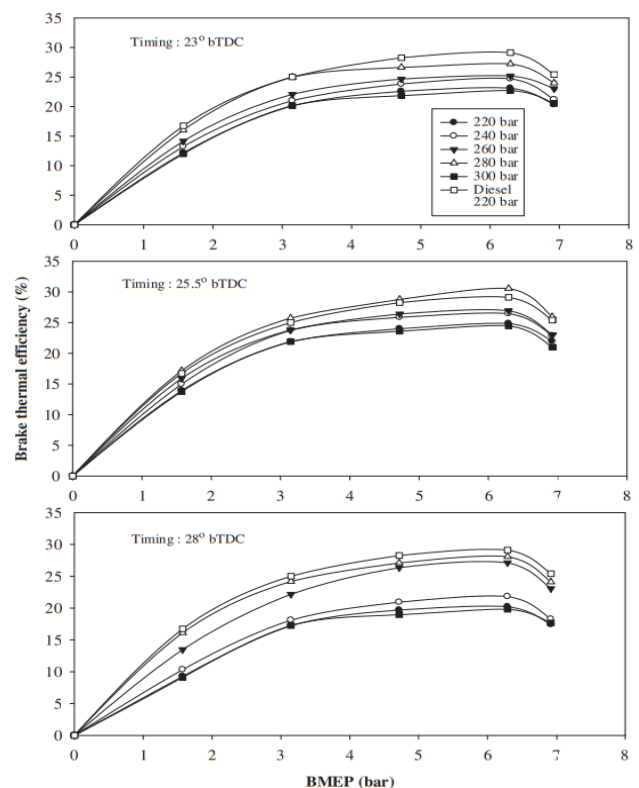 35
30
25
20
15
10
5
0
Timing : 23° bTDC
220 bar
240 bar
260 bar
280 bar
300 bar
Diesel
220 bar
0 1 2 3 4 5 6 7 8
Brake thermal efficiency (%)
35
30
25
20
15
10
5
0
Timing : 25.5° bTDC
0 1 2 3 4 5 6 7 8
35
30
25
20
15
10
5
0
Timing : 28° bTDC
0 1 2 3 4 5 6 7 8
BMEP (bar)